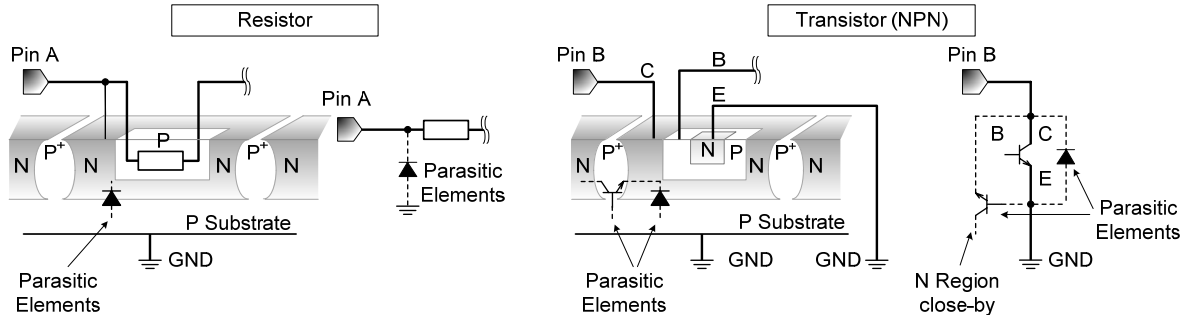 Resistor
Pin A
N
P+
N
P
N
P+
N
P Substrate
GND
Parasitic
Elements
Pin A
Parasitic
Elements
Transistor (NPN)
Pin B
C
B
E
N
P+
N
N
P
N
P+
N
P Substrate
GND
GND
Parasitic
Elements
Pin B
B
C
E
Parasitic
Elements
GND
N Region
close-by